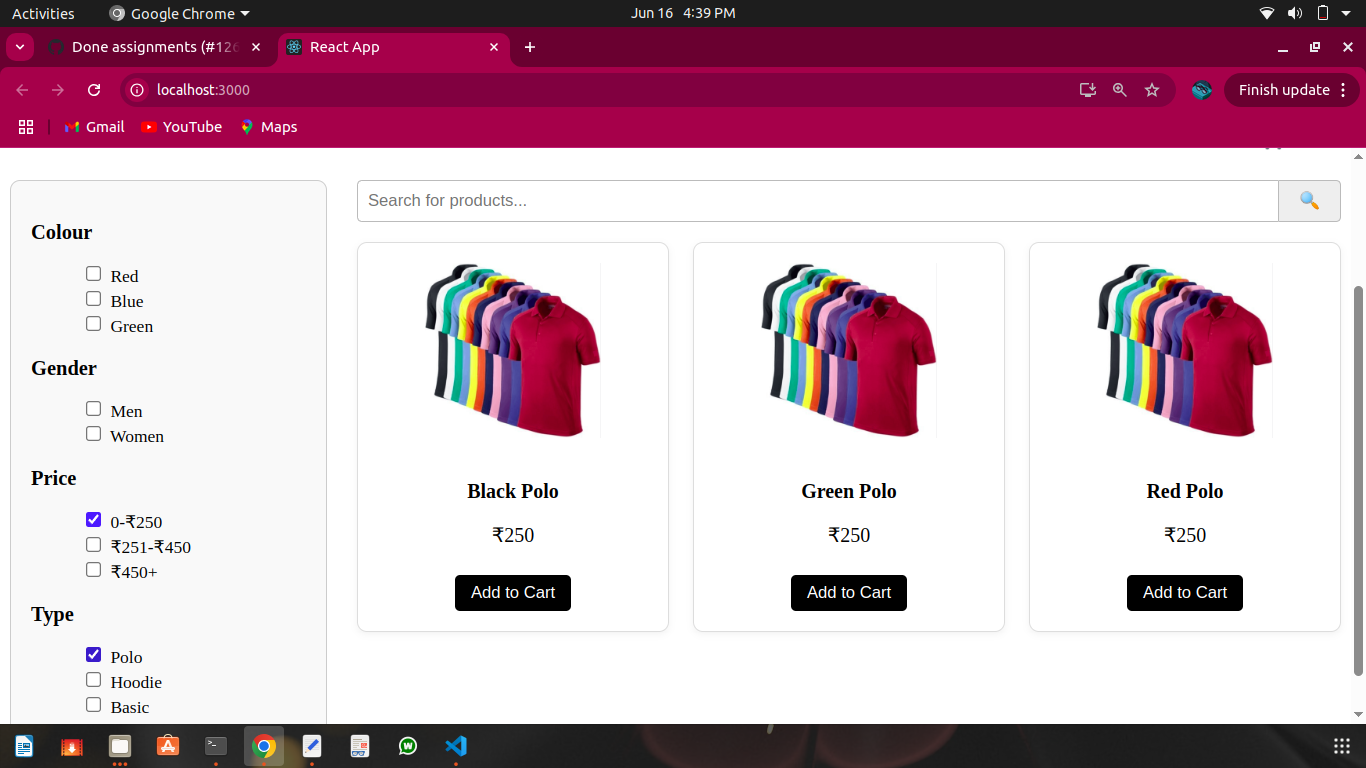 Activities Google Chrome Jun 16 4:39 PM
Done assignments (#126 React App
localhost:3000 Finish update
Gmail YouTube Maps
Search for products...
Colour
Red
Blue
Green
Gender
Men
Women
Price
0-₹250
₹251-₹450
₹450+
Type
Polo
Hoodie
Basic
Black Polo
₹250
Add to Cart
Green Polo
₹250
Add to Cart
Red Polo
₹250
Add to Cart